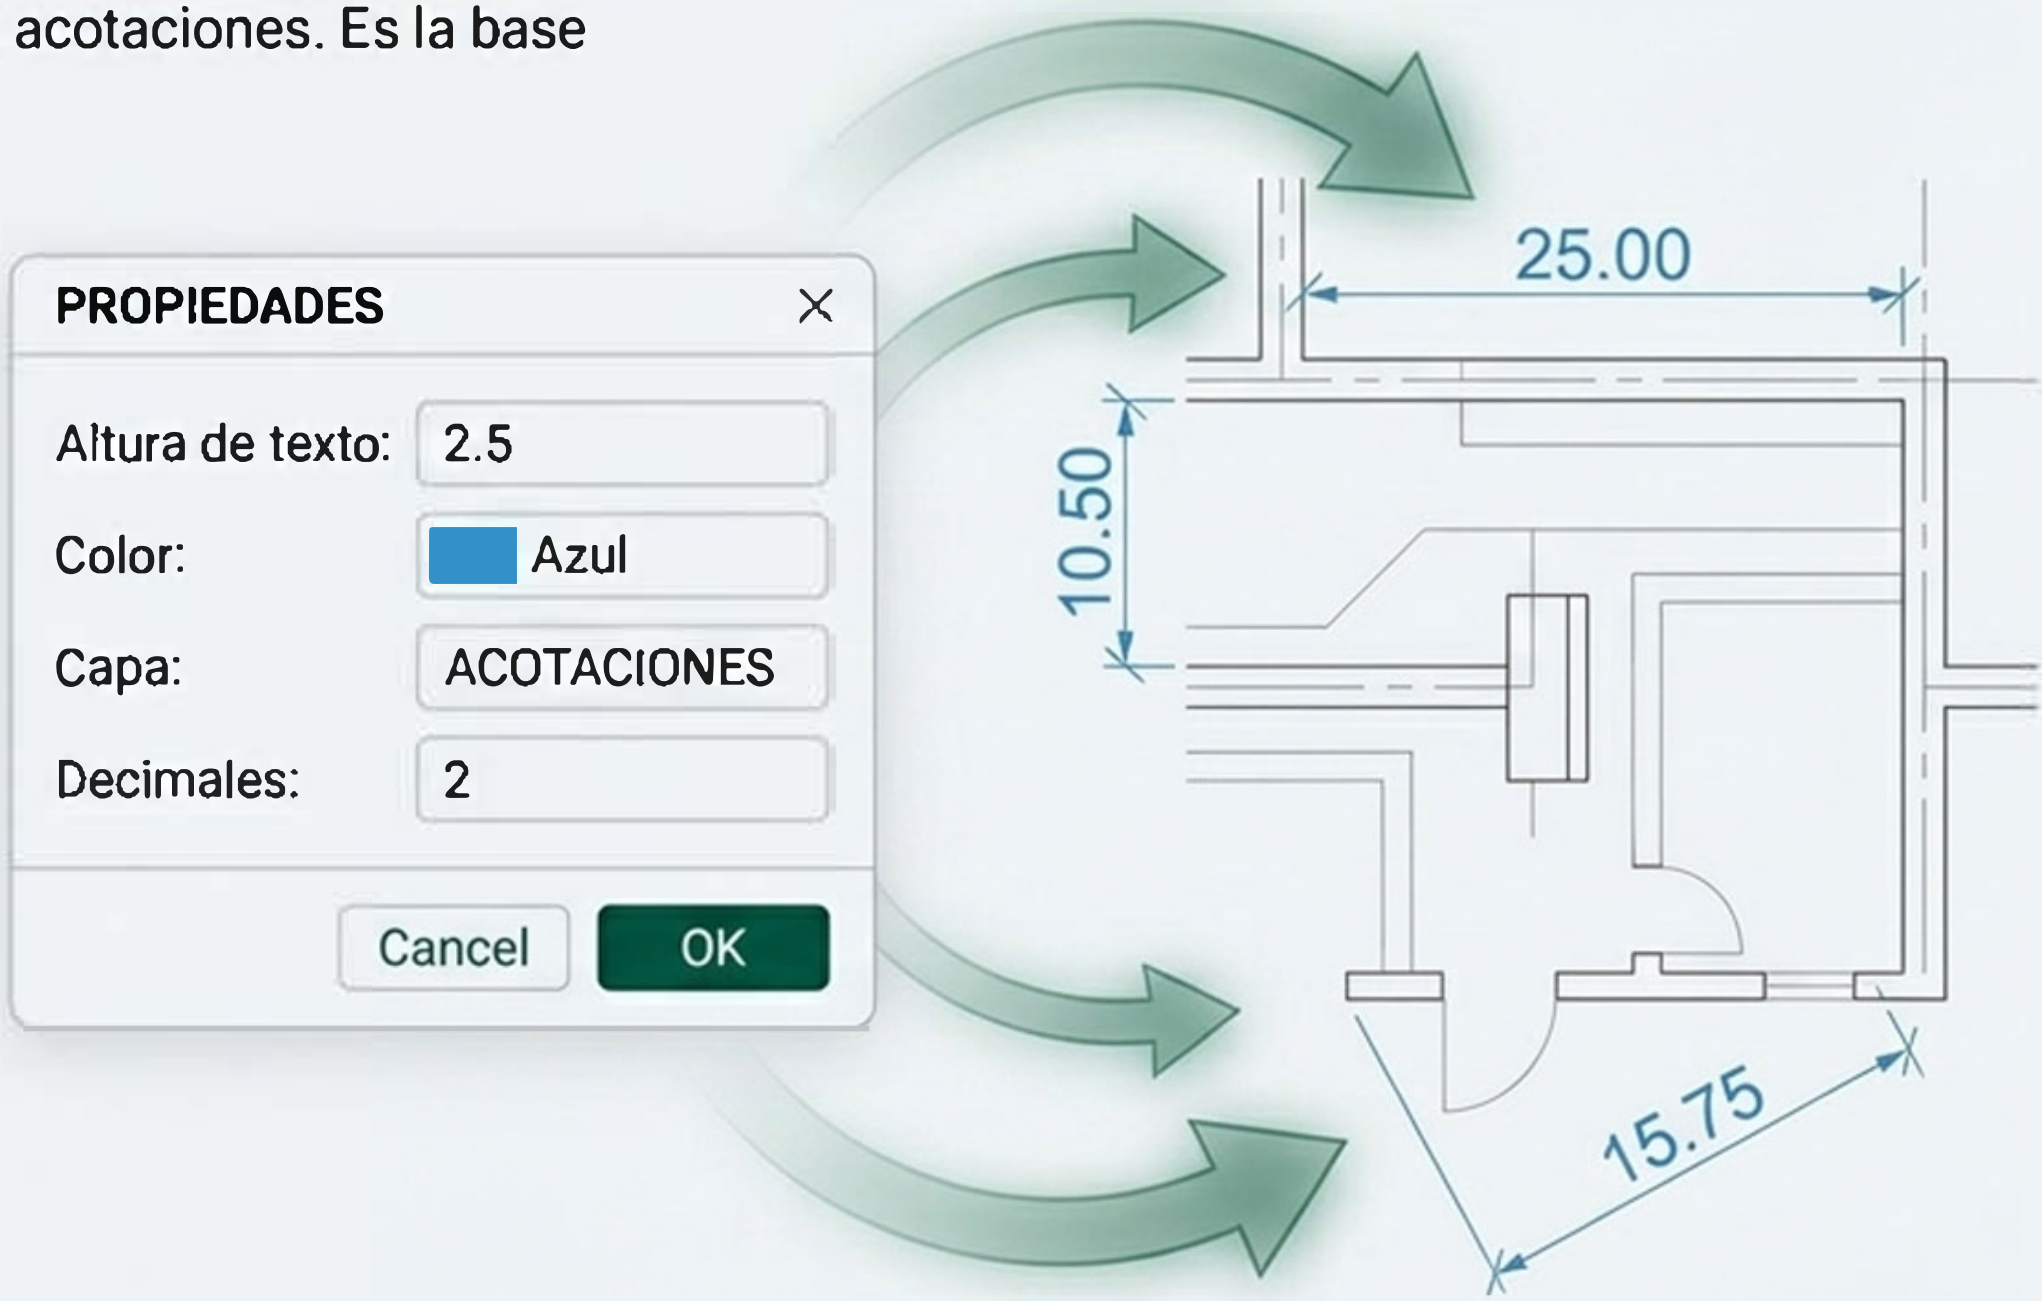 acotaciones. Es la base
PROPIEDADES
Altura de texto: 2.5
Color: Azul
Capa: ACOTACIONES
Decimales: 2
Cancel OK
25.00
10.50
15.75